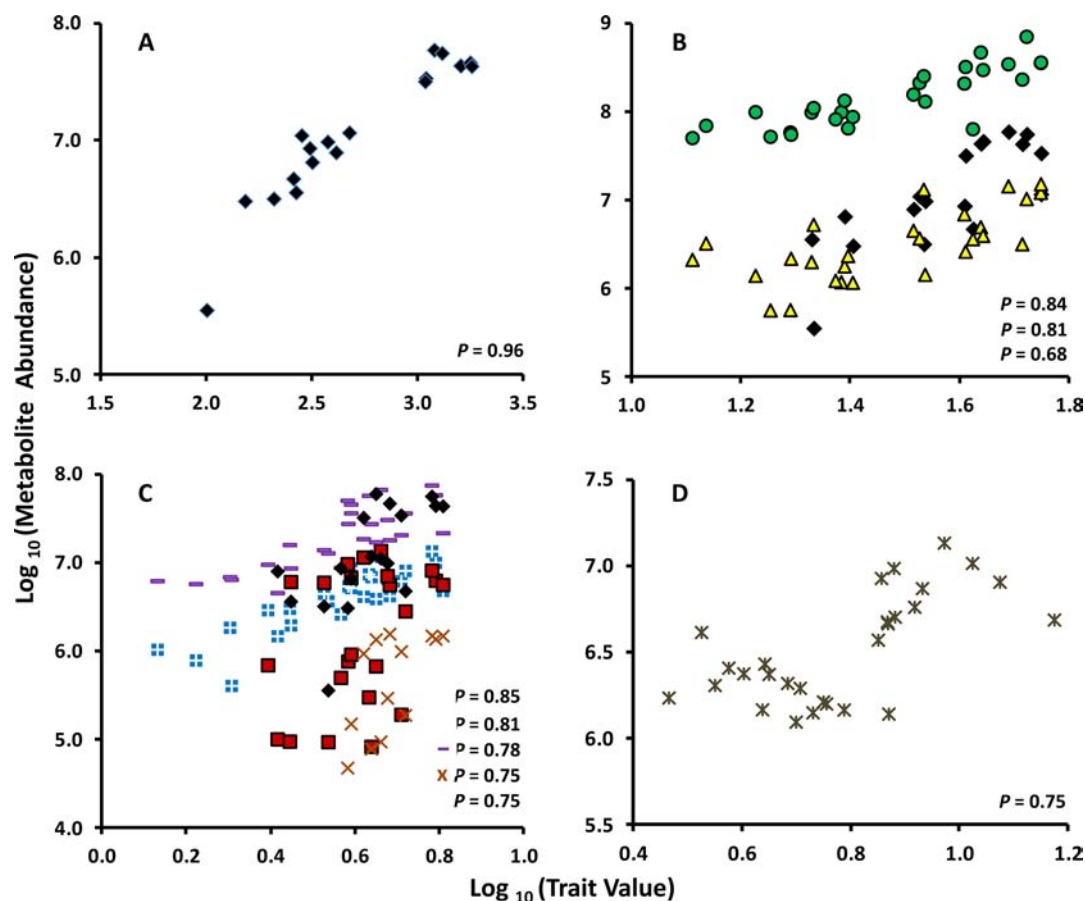 8.0
A
7.0
6.0
5.0
P = 0.96
1.5 2.0 2.5 3.0 3.5
9
B
8
7
6
5
P = 0.84
P = 0.81
P = 0.68
1.0 1.2 1.4 1.6 1.8
Log 10 (Metabolite Abundance)
8.0
C
7.0
6.0
5.0
4.0
P = 0.85
P = 0.81
P = 0.78
P = 0.75
P = 0.75
0.0 0.2 0.4 0.6 0.8 1.0
7.5
D
7.0
6.5
6.0
5.5
P = 0.75
0.4 0.6 0.8 1.0 1.2
Log 10 (Trait Value)